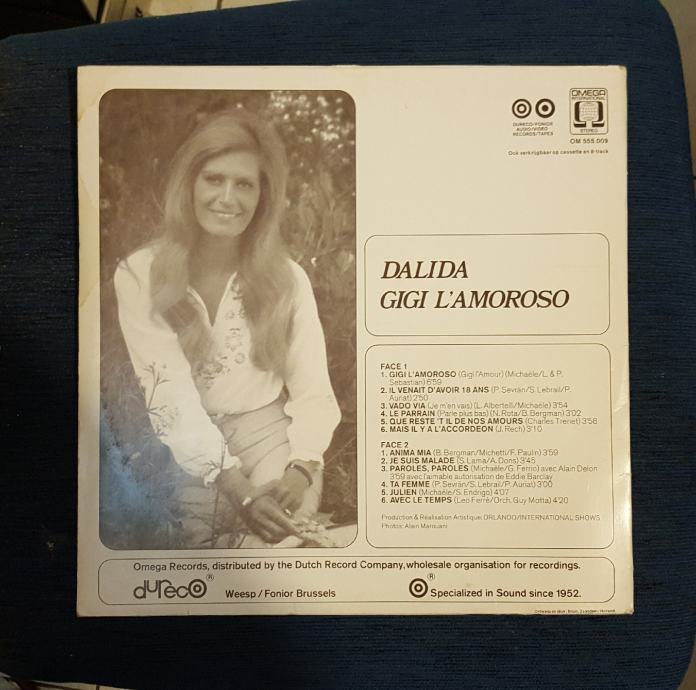 DURECO/FONIOR
AUDIO/VIDEO
RECORDS/TAPES
OMEGA
INTERNATIONAL
STEREO
OM 555.009
Ook verkrijgbaar op cassette en 8-track
DALIDA
GIGI L'AMOROSO
FACE 1
1. GIGI L'AMOROSO (Gigi l'Amour) (Michaële/L. & P.
Sebastian) 6'59
2. IL VENAIT D'AVOIR 18 ANS (P. Sevran/S. Lebrail/P.
Auriat) 2'50
3. VADO VIA (Je m'en vais) (L. Albertelli/Michaële) 3'54
4. LE PARRAIN (Parle plus bas) (N. Rota/B. Bergman) 3'02
5. QUE RESTE 'T IL DE NOS AMOURS (Charles Trenet) 3'58
6. MAIS IL Y A L'ACCORDEON (J. Rech) 3'10
FACE 2
1. ANIMA MIA (B. Bergman/Michetti/F. Paulin) 3'59
2. JE SUIS MALADE (S. Lama/A. Dons) 3'45
3. PAROLES, PAROLES (Michaële/G. Ferrio) avec Alain Delon
3'59 avec l'amable autorisation de Eddie Barclay
4. TA FEMME (P. Sevran/S. Lebrail/P. Auriat) 3'00
5. JULIEN (Michaële/S. Endrigo) 4'07
6. AVEC LE TEMPS (Leo Ferré/Orch. Guy Motta) 4'20
Production & Réalisation Artistique: ORLANDO/INTERNATIONAL SHOWS
Photos: Alain Marouani
Omega Records, distributed by the Dutch Record Company, wholesale organisation for recordings.
dureco ® Weesp / Fonior Brussels ® Specialized in Sound since 1952.